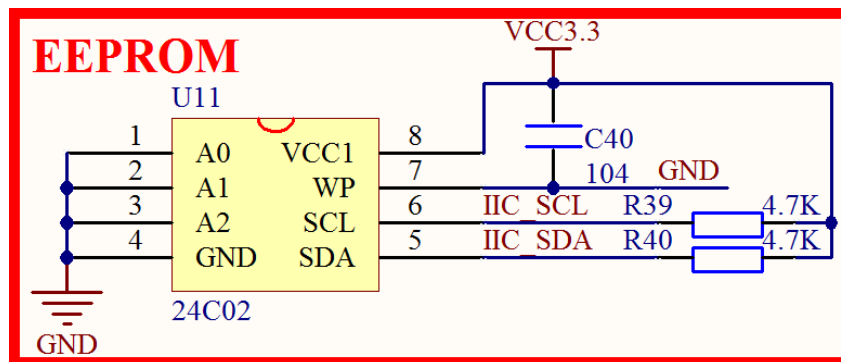 VCC3.3
EEPROM
U11
1 A0 VCC1 8 C40
2 A1 WP 7 104 GND
3 A2 SCL 6 IIC_SCL R39 4.7K
4 GND SDA 5 IIC_SDA R40 4.7K
24C02
GND